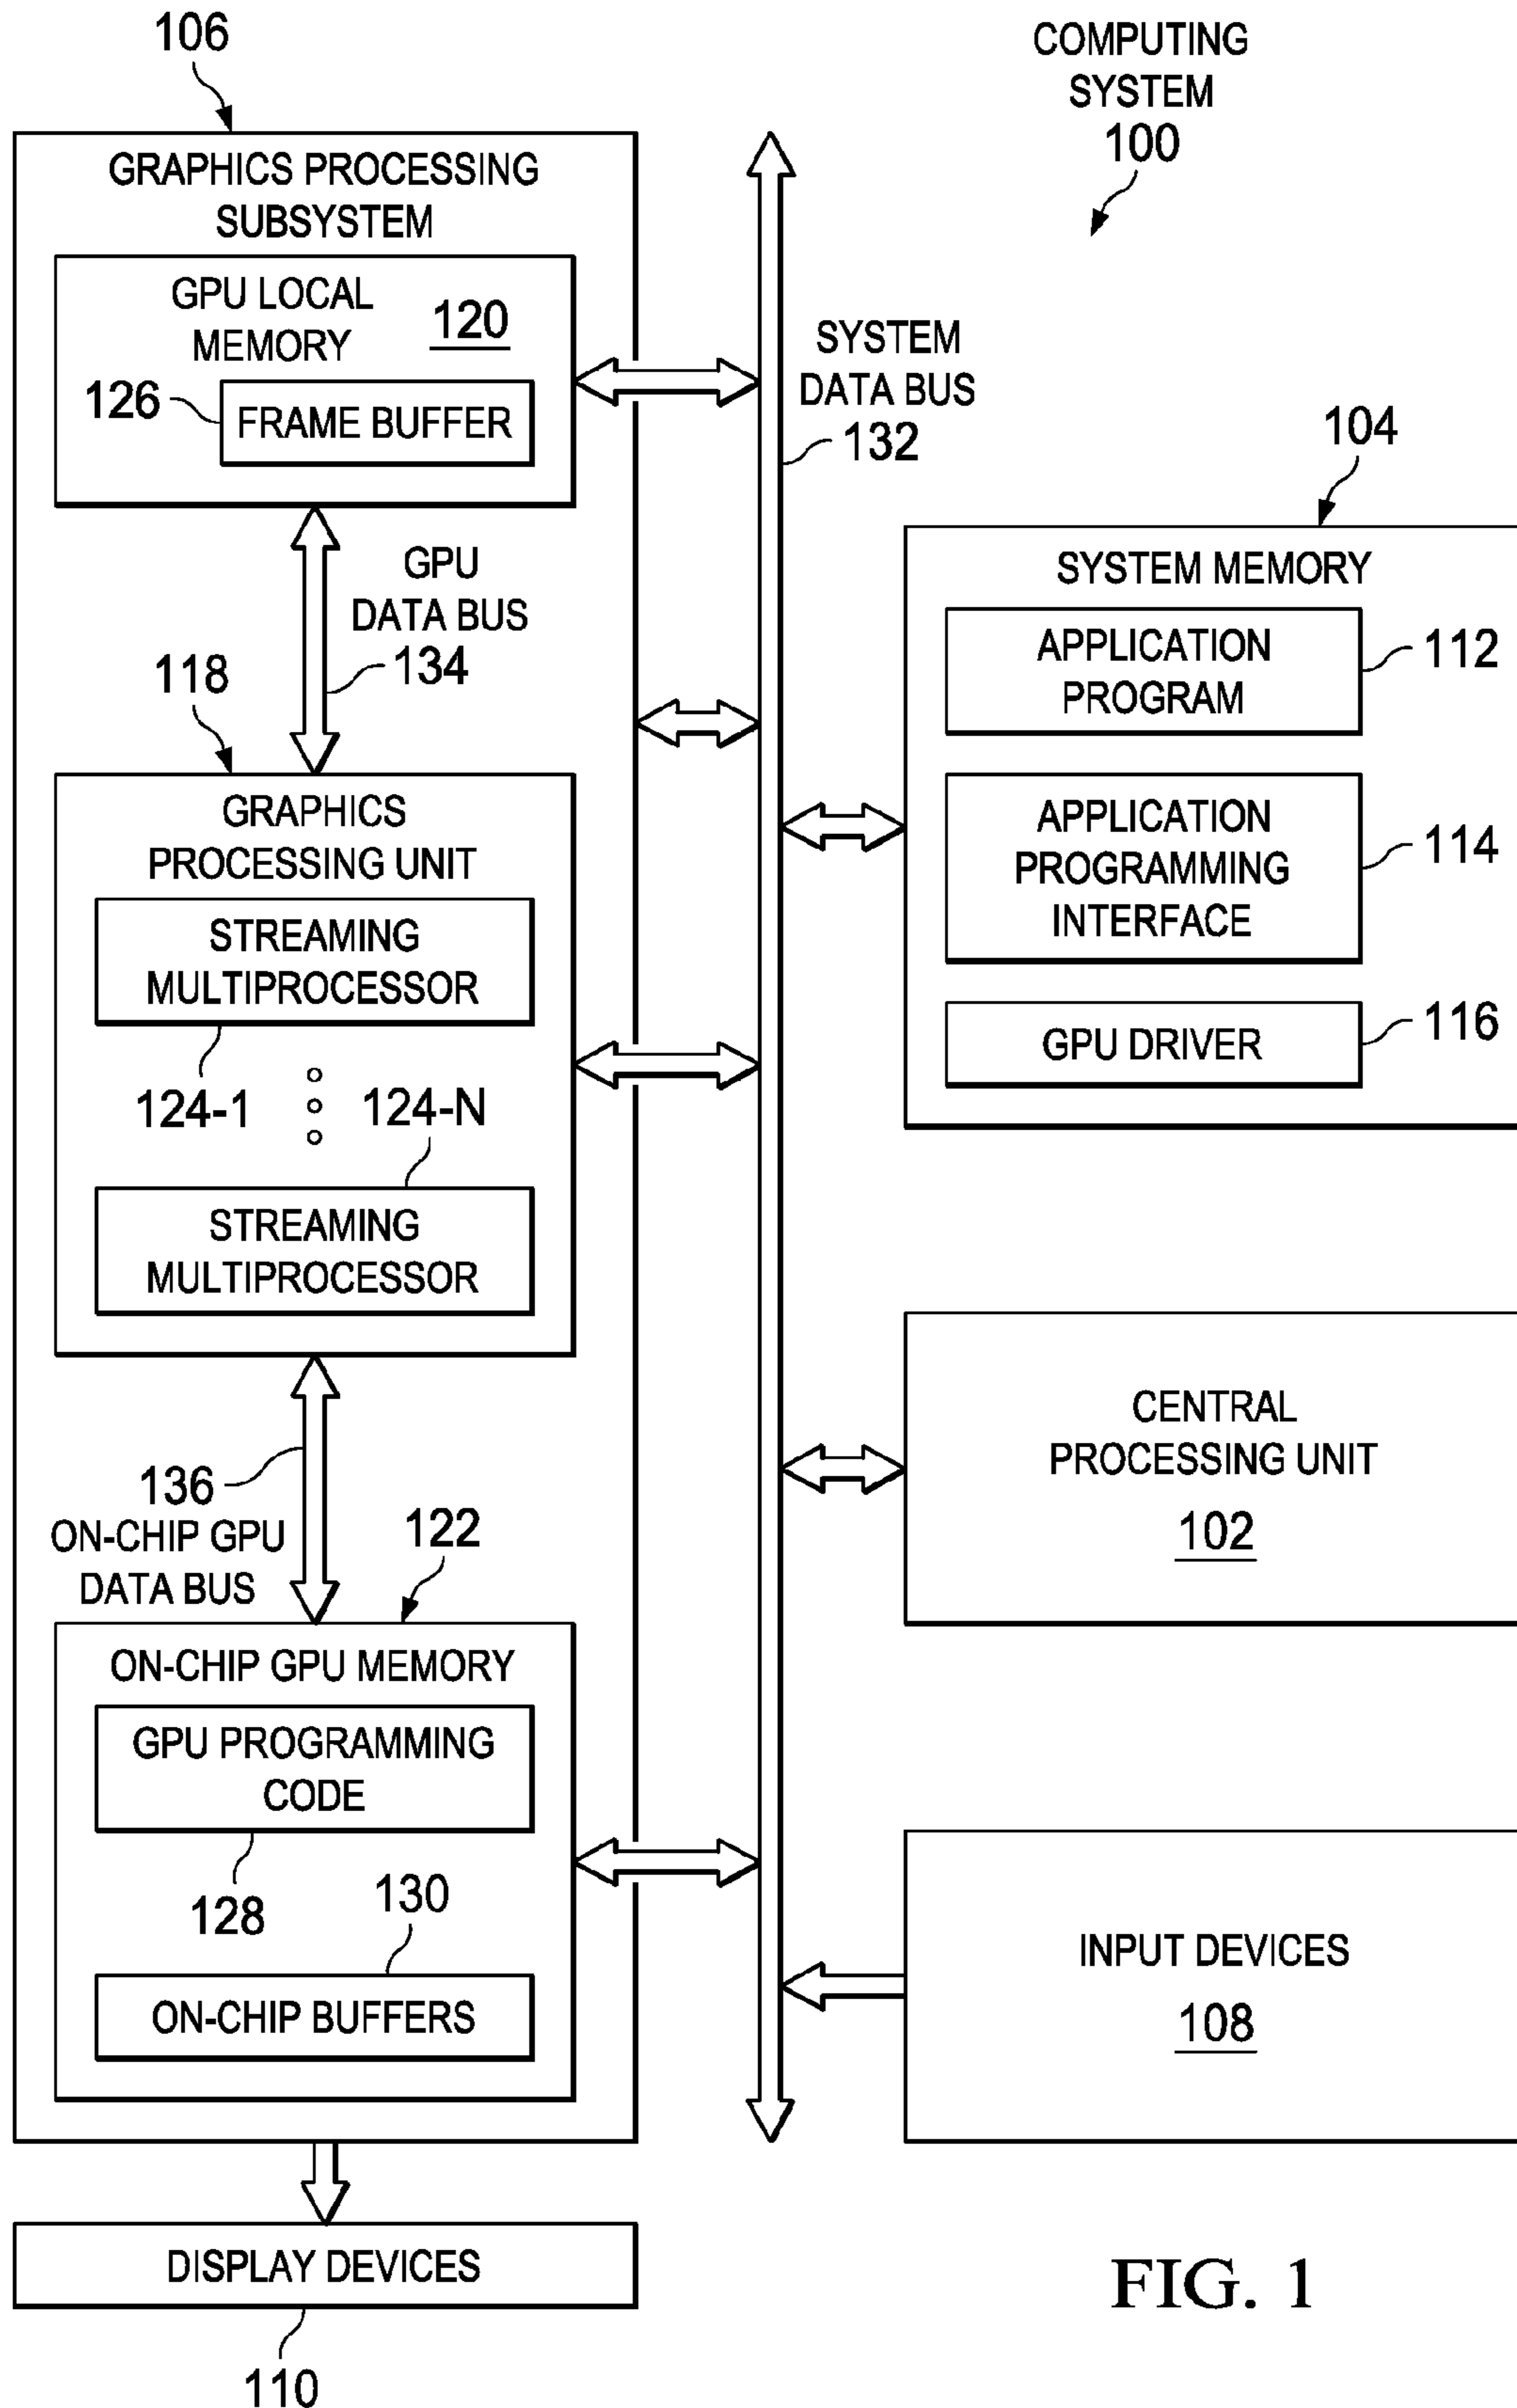 106
COMPUTING
SYSTEM
100
GRAPHICS PROCESSING
SUBSYSTEM
GPU LOCAL
MEMORY
120
126
FRAME BUFFER
SYSTEM
DATA BUS
132
GPU
DATA BUS
134
104
SYSTEM MEMORY
APPLICATION
PROGRAM
112
APPLICATION
PROGRAMMING
INTERFACE
114
GPU DRIVER
116
118
GRAPHICS
PROCESSING UNIT
STREAMING
MULTIPROCESSOR
124-1
124-N
STREAMING
MULTIPROCESSOR
CENTRAL
PROCESSING UNIT
102
136
ON-CHIP GPU
DATA BUS
122
ON-CHIP GPU MEMORY
GPU PROGRAMMING
CODE
128
130
ON-CHIP BUFFERS
INPUT DEVICES
108
DISPLAY DEVICES
110
FIG. 1